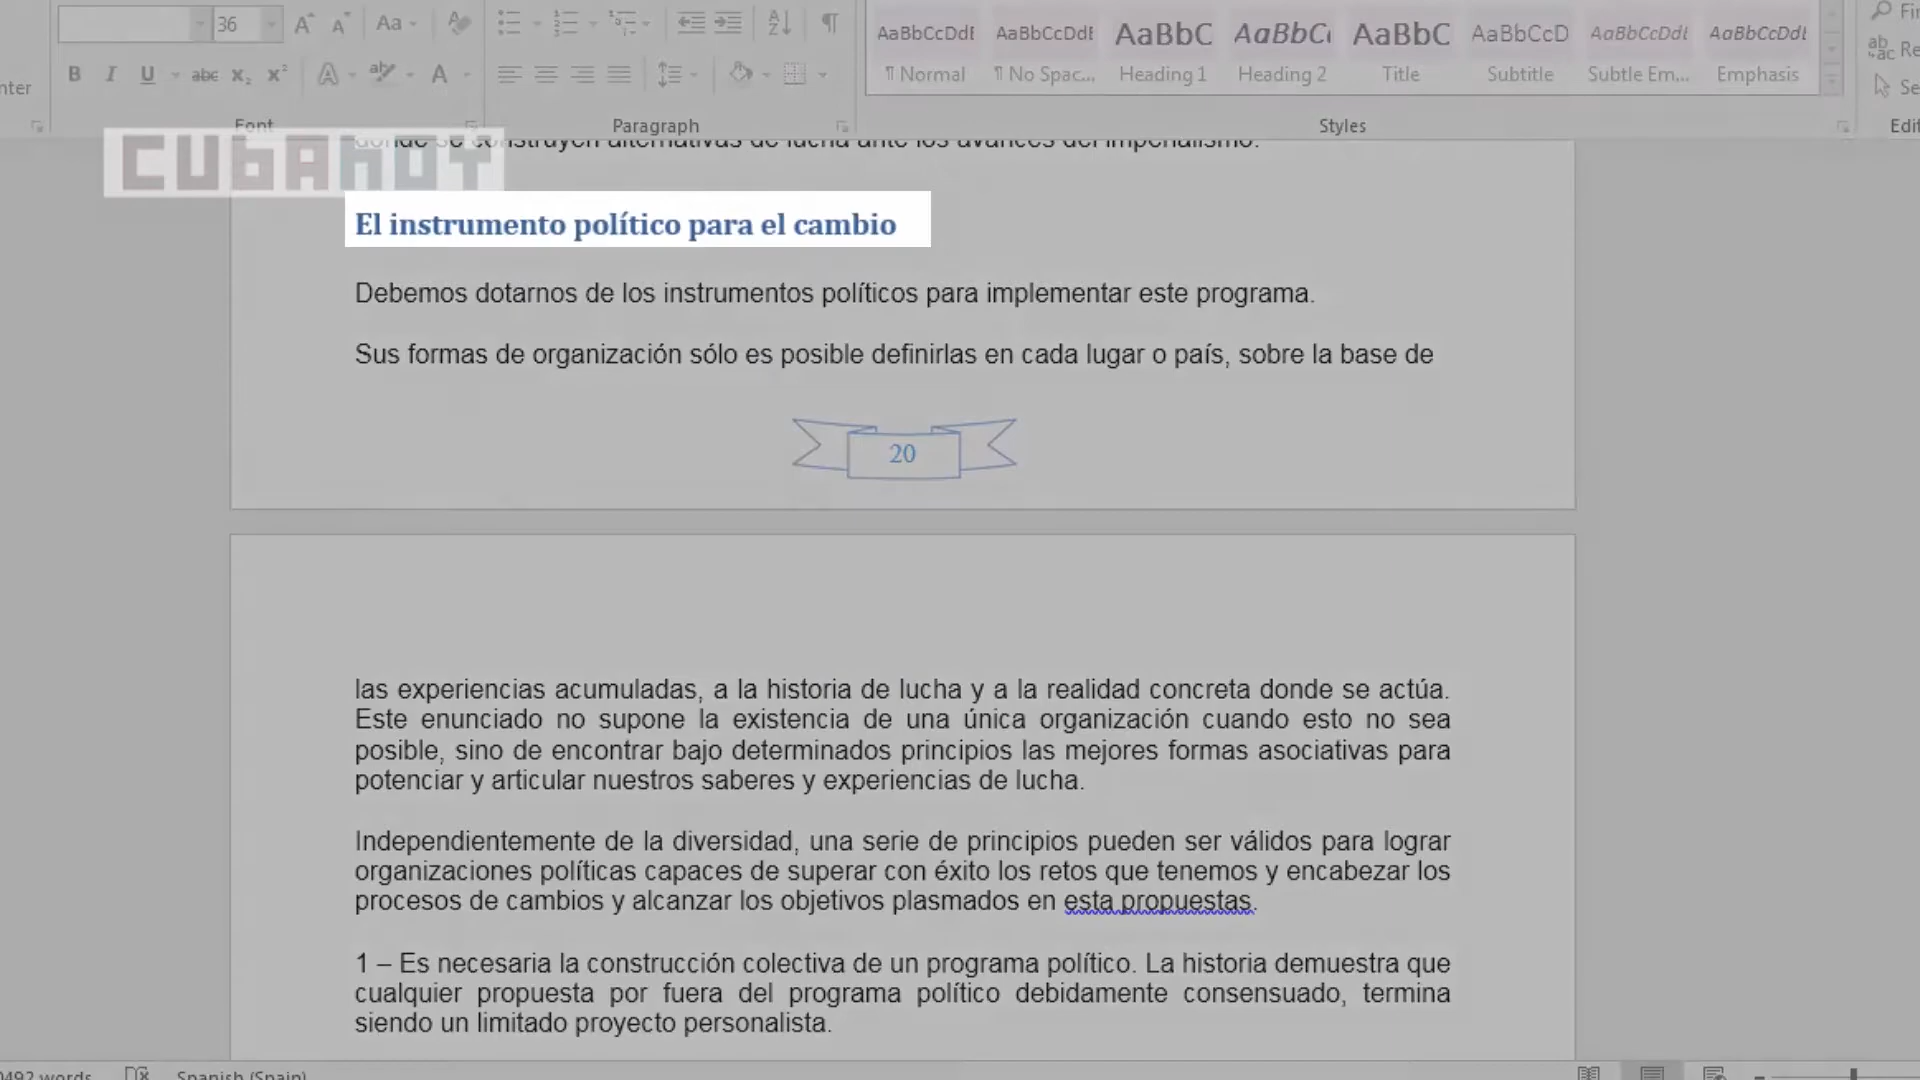 36
Aa
AaBbCcDdE AaBbCcDdE AaBbC AaBbC AaBbC AaBbCcD AaBbCcDdE AaBbCcDdE
B I U abc X₂ X² A A
¶ Normal ¶ No Spac... Heading 1 Heading 2 Title Subtitle Subtle Em... Emphasis
Font Paragraph Styles
CUBAHOY
donde se construyen alternativas de lucha ante los avances del imperialismo.
El instrumento político para el cambio
Debemos dotarnos de los instrumentos políticos para implementar este programa.
Sus formas de organización sólo es posible definirlas en cada lugar o país, sobre la base de
20
las experiencias acumuladas, a la historia de lucha y a la realidad concreta donde se actúa.
Este enunciado no supone la existencia de una única organización cuando esto no sea
posible, sino de encontrar bajo determinados principios las mejores formas asociativas para
potenciar y articular nuestros saberes y experiencias de lucha.
Independientemente de la diversidad, una serie de principios pueden ser válidos para lograr
organizaciones políticas capaces de superar con éxito los retos que tenemos y encabezar los
procesos de cambios y alcanzar los objetivos plasmados en esta propuestas.
1 – Es necesaria la construcción colectiva de un programa político. La historia demuestra que
cualquier propuesta por fuera del programa político debidamente consensuado, termina
siendo un limitado proyecto personalista.
words Spanish (Spain)